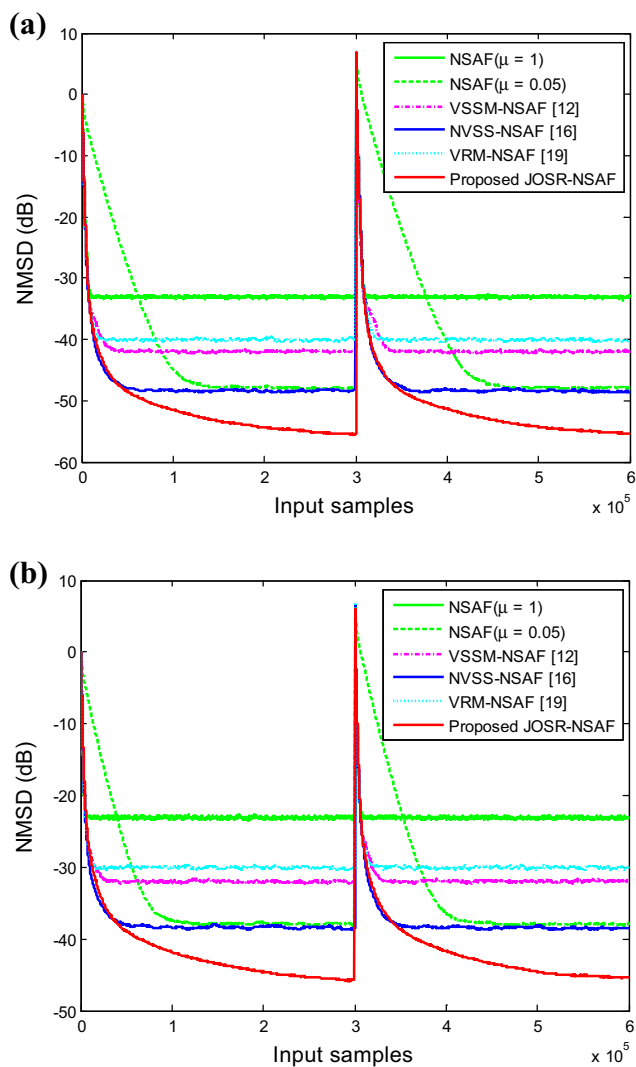 (a)
10
0
-10
-20
-30
-40
-50
-60
NMSD (dB)
NSAF(μ = 1)
NSAF(μ = 0.05)
VSSM-NSAF [12]
NVSS-NSAF [16]
VRM-NSAF [19]
Proposed JOSR-NSAF
0 1 2 3 4 5 6
Input samples
x 10^5
(b)
10
0
-10
-20
-30
-40
-50
NMSD (dB)
NSAF(μ = 1)
NSAF(μ = 0.05)
VSSM-NSAF [12]
NVSS-NSAF [16]
VRM-NSAF [19]
Proposed JOSR-NSAF
0 1 2 3 4 5 6
Input samples
x 10^5